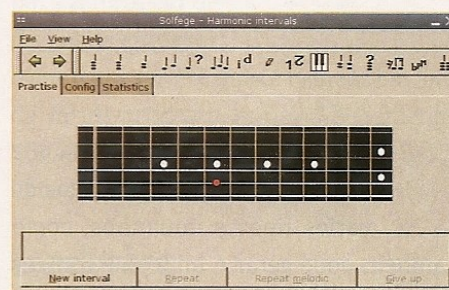 Solfege - Harmonic intervals
File View Help
Practise Config Statistics
New interval Repeat Repeat melodic Give up